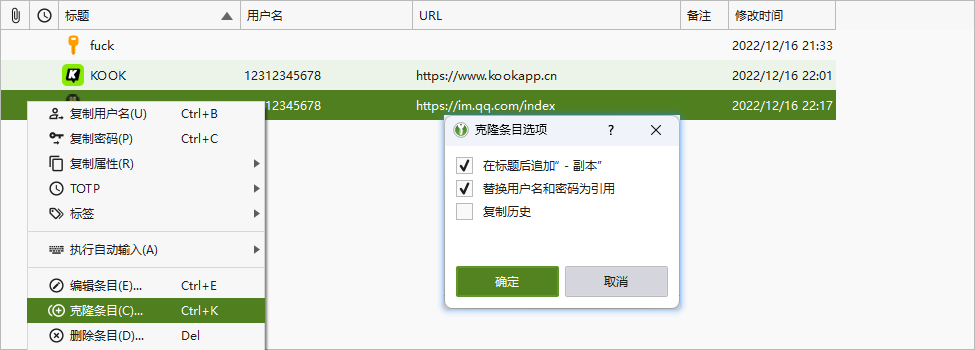 标题 用户名 URL 备注 修改时间
fuck 2022/12/16 21:33
KOOK 12312345678 https://www.kookapp.cn 2022/12/16 22:01
12345678 https://im.qq.com/index 2022/12/16 22:17
复制用户名(U) Ctrl+B
复制密码(P) Ctrl+C
复制属性(R)
TOTP
标签
执行自动输入(A)
编辑条目(E)... Ctrl+E
克隆条目(C)... Ctrl+K
删除条目(D)... Del
克隆条目选项 ?
在标题后追加“ - 副本”
替换用户名和密码为引用
复制历史
确定 取消